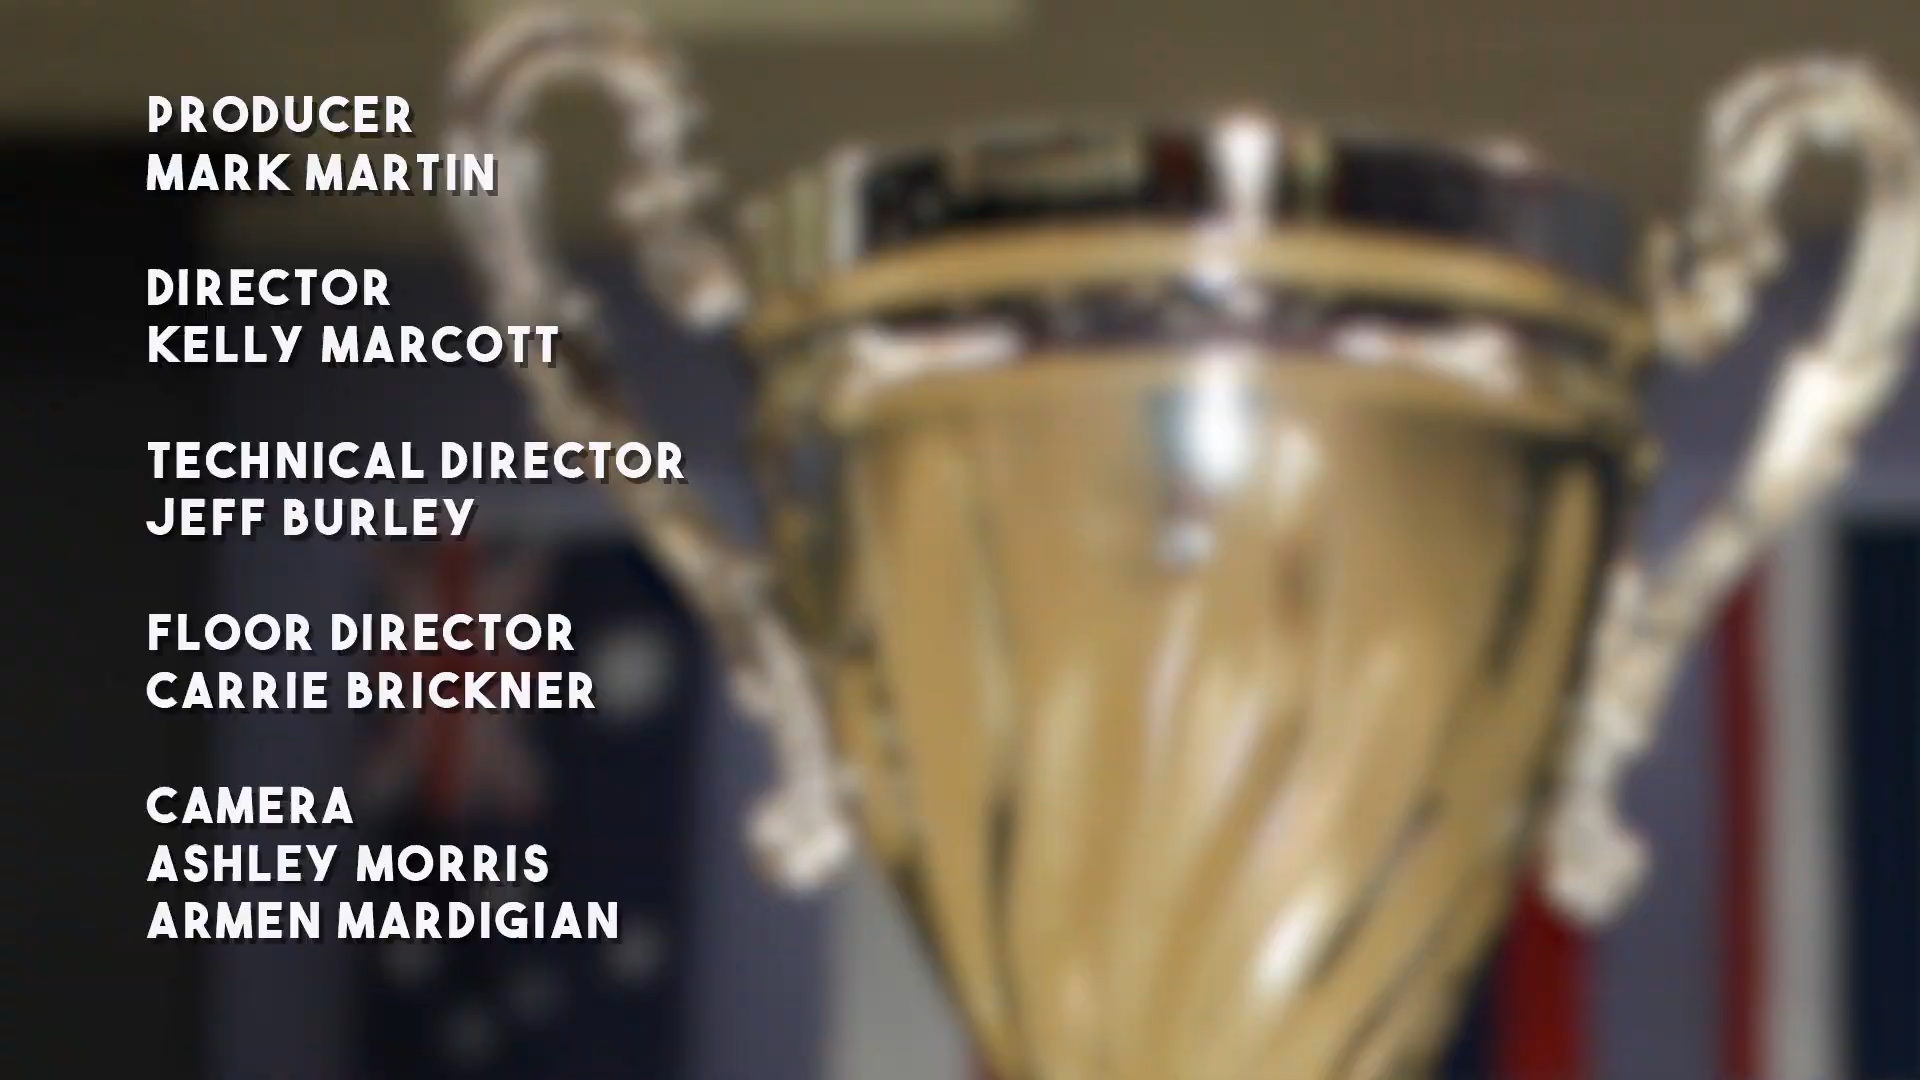 PRODUCER
MARK MARTIN
DIRECTOR
KELLY MARCOTT
TECHNICAL DIRECTOR
JEFF BURLEY
FLOOR DIRECTOR
CARRIE BRICKNER
CAMERA
ASHLEY MORRIS
ARMEN MARDIGIAN